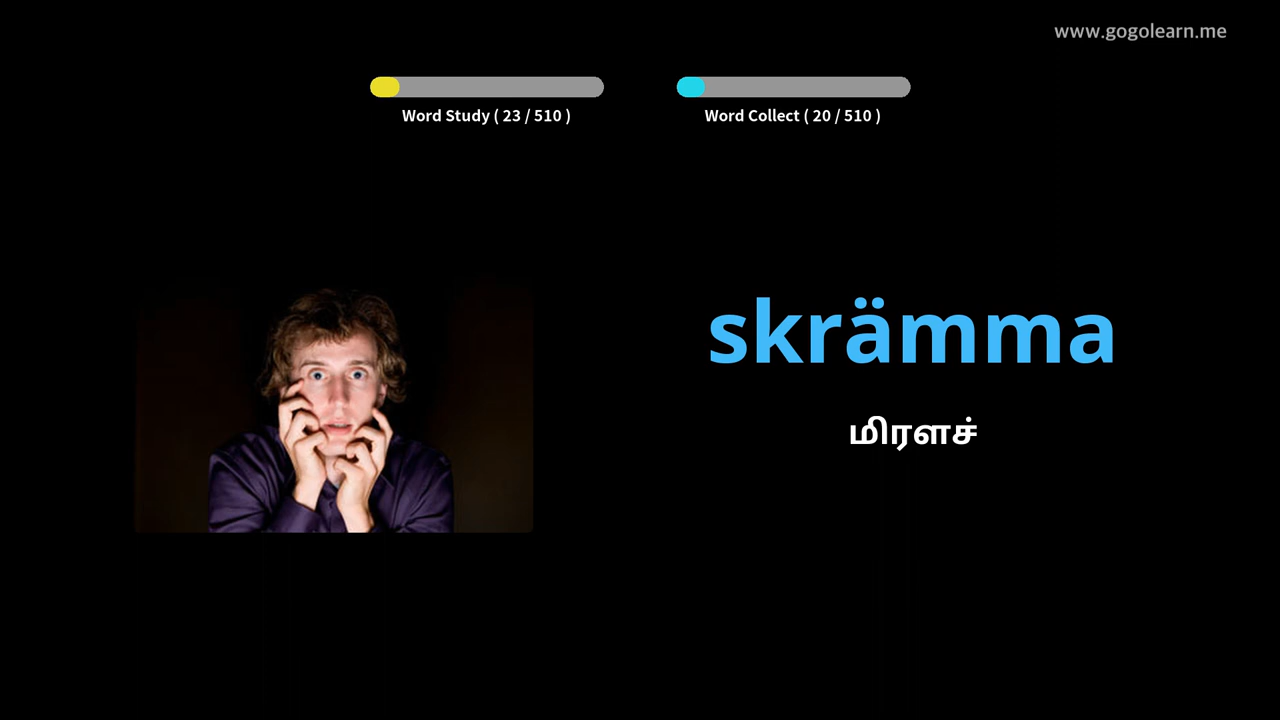 www.gogolearn.me
Word Study ( 23 / 510 )
Word Collect ( 20 / 510 )
skrämma
மிரளச்